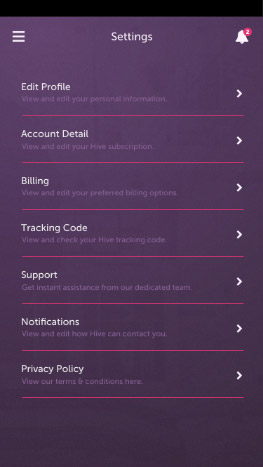 Settings
2
Edit Profile
View and edit your personal information.
Account Detail
View and edit your Hive subcription.
Billing
View and edit your preferred billing options
Tracking Code
View and check your Hive tracking code.
Support
Get instant assistance from our dedicated team.
Notifications
View and edit how Hive can contact you.
Privacy Policy
View our terms & conditions here.